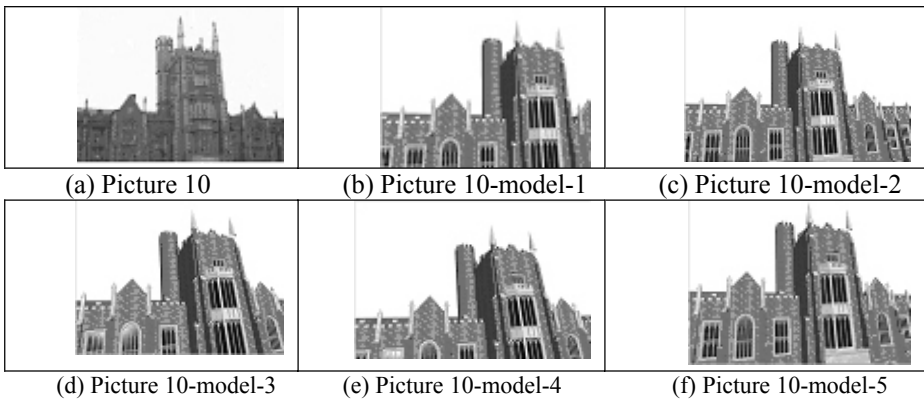 (a) Picture 10
(b) Picture 10-model-1
(c) Picture 10-model-2
(d) Picture 10-model-3
(e) Picture 10-model-4
(f) Picture 10-model-5